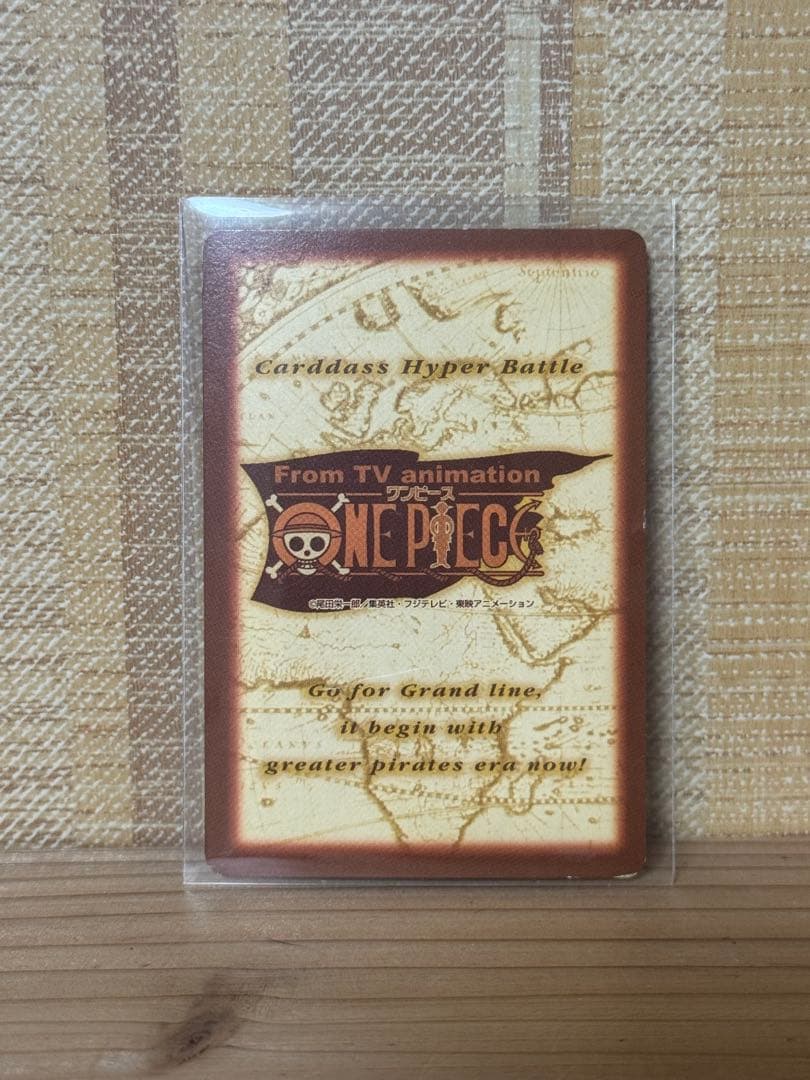 Septentrio
Carddass Hyper Battle
From TV animation
ワンピース
ONE PIECE
©尾田栄一郎／集英社・フジテレビ・東映アニメーション
Go for Grand line,
it begin with
greater pirates era now!